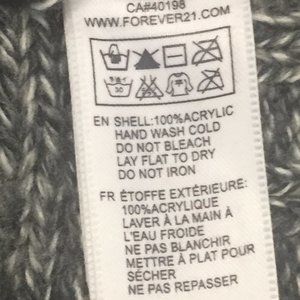 CA#40198
WWW.FOREVER21.COM
30
EN SHELL:100%ACRYLIC
HAND WASH COLD
DO NOT BLEACH
LAY FLAT TO DRY
DO NOT IRON
FR ÉTOFFE EXTÉRIEURE:
100%ACRYLIQUE
LAVER À LA MAIN À
L'EAU FROIDE
NE PAS BLANCHIR
METTRE À PLAT POUR
SÉCHER
NE PAS REPASSER